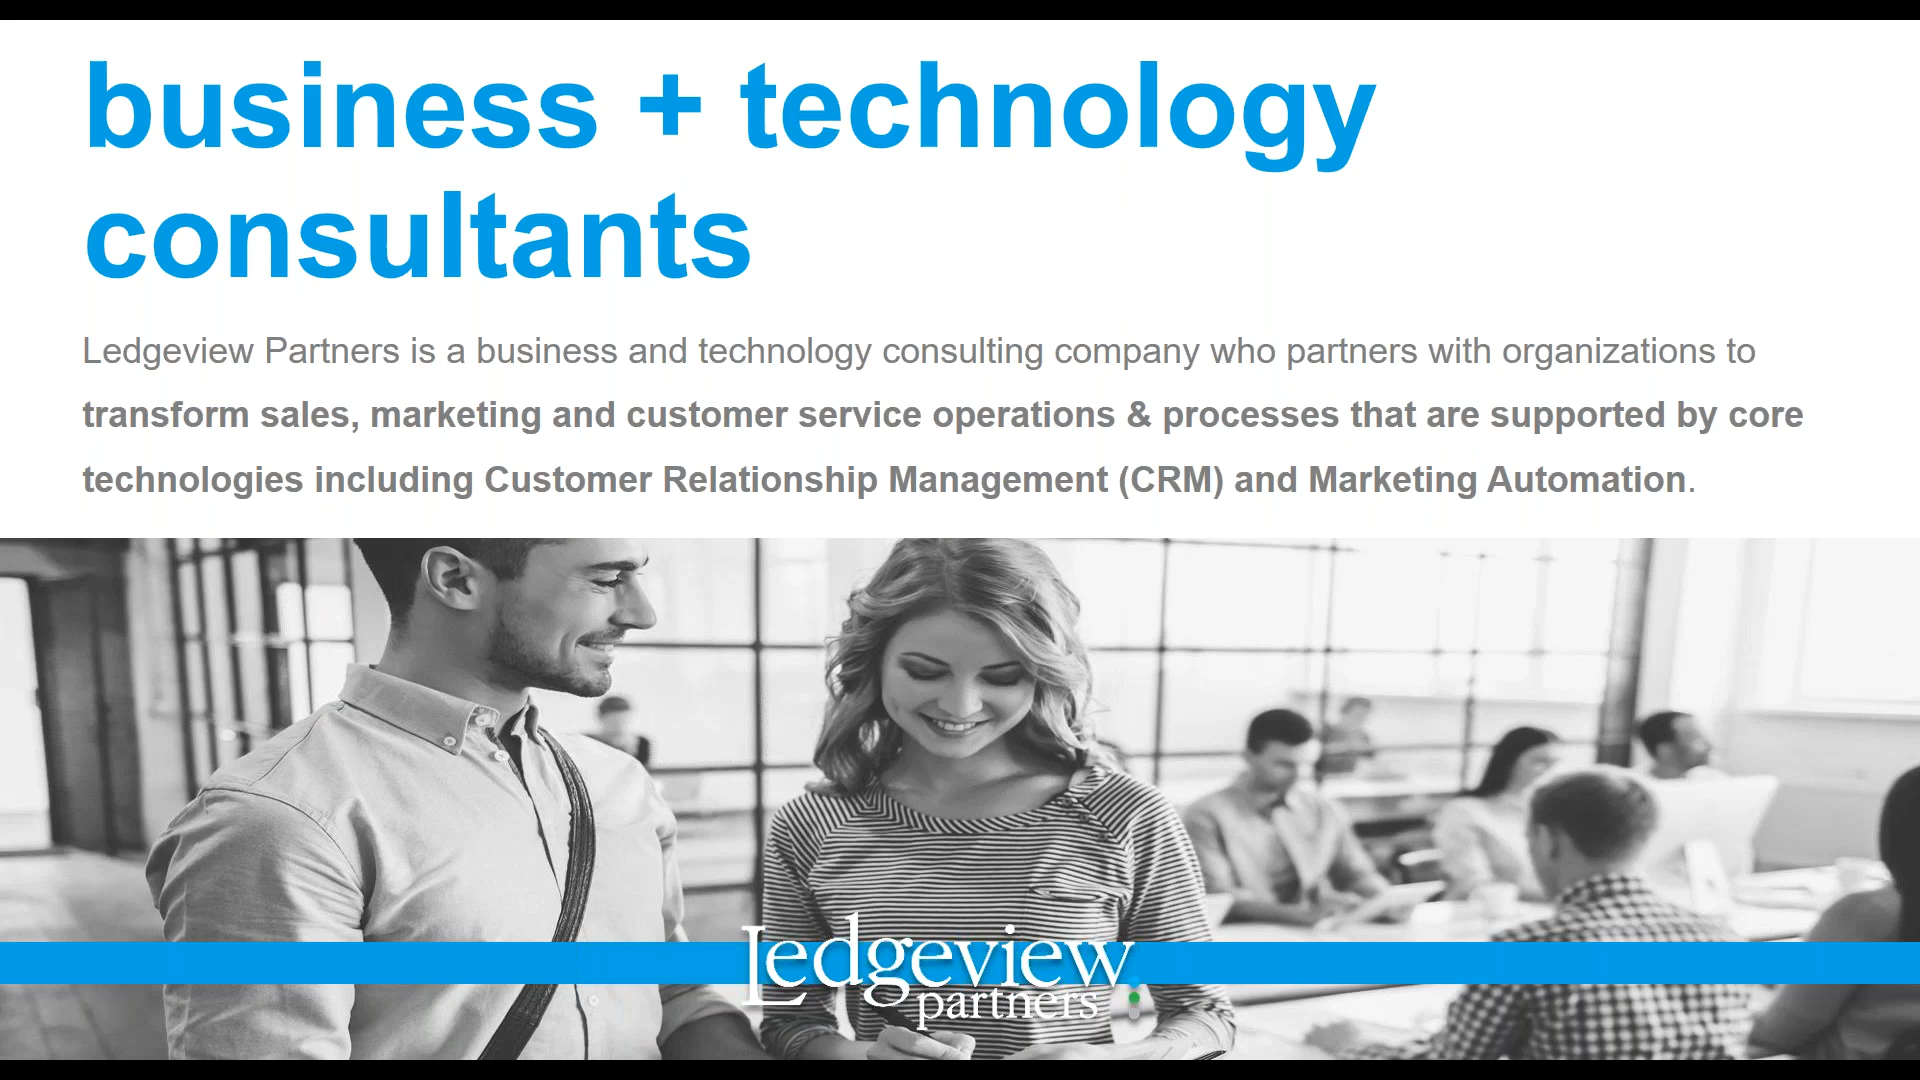 business + technology
consultants
Ledgeview Partners is a business and technology consulting company who partners with organizations to
transform sales, marketing and customer service operations & processes that are supported by core
technologies including Customer Relationship Management (CRM) and Marketing Automation.
Ledgeview
partners